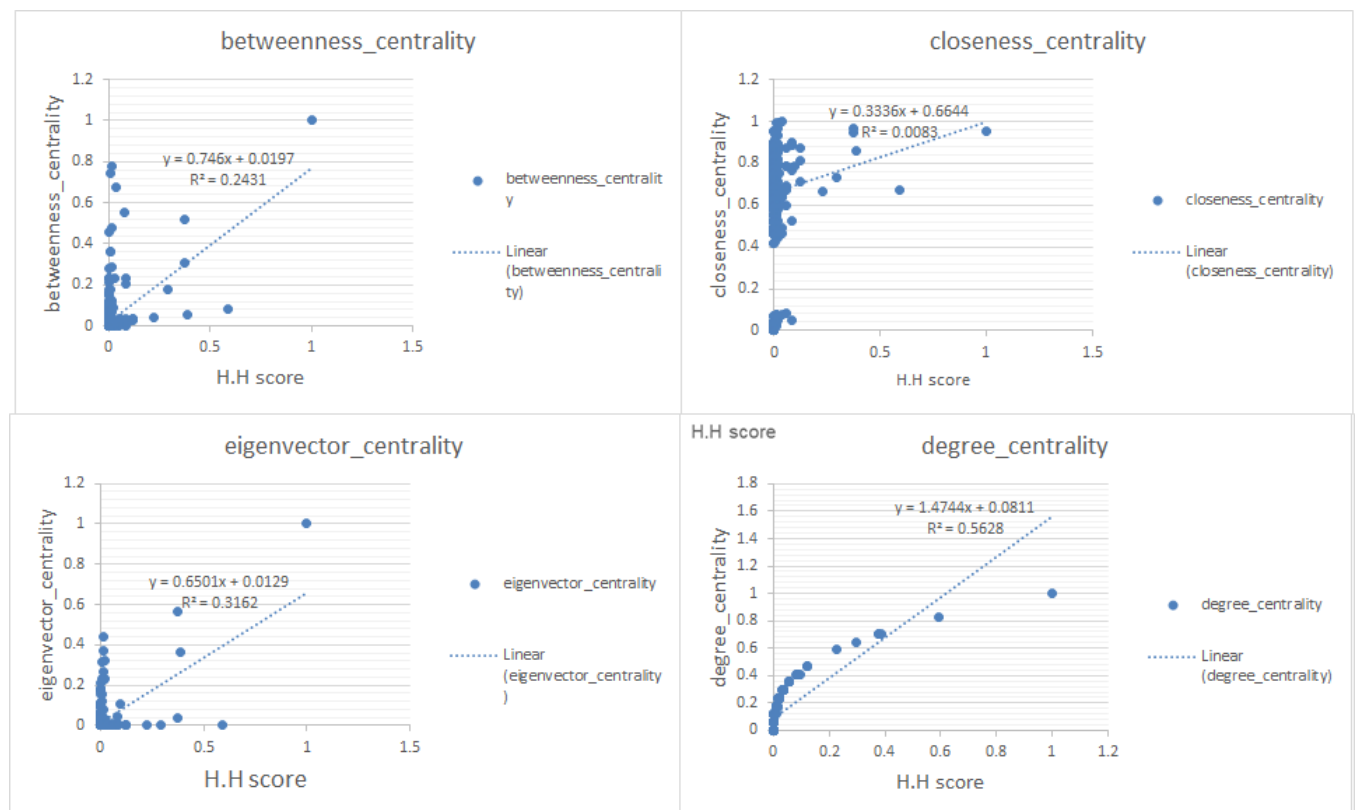 betweenness_centrality
1.2
1
0.8
0.6
0.4
0.2
0
betweenness_centrality
y = 0.746x + 0.0197
R² = 0.2431
0
0.5
1
1.5
H.H score
betweenness_centralit
y
Linear
(betweenness_centrali
ty)
closeness_centrality
1.2
1
0.8
0.6
0.4
0.2
0
closeness_centrality
y = 0.3336x + 0.6644
R² = 0.0083
0
0.5
1
1.5
H.H score
closeness_centrality
Linear
(closeness_centrality)
eigenvector_centrality
1.2
1
0.8
0.6
0.4
0.2
0
eigenvector_centrality
y = 0.6501x + 0.0129
R² = 0.3162
0
0.5
1
1.5
H.H score
eigenvector_centrality
Linear
(eigenvector_centrality
)
H.H score
degree_centrality
1.8
1.6
1.4
1.2
1
0.8
0.6
0.4
0.2
0
degree_centrality
y = 1.4744x + 0.0811
R² = 0.5628
0
0.2
0.4
0.6
0.8
1
1.2
H.H score
degree_centrality
Linear
(degree_centrality)